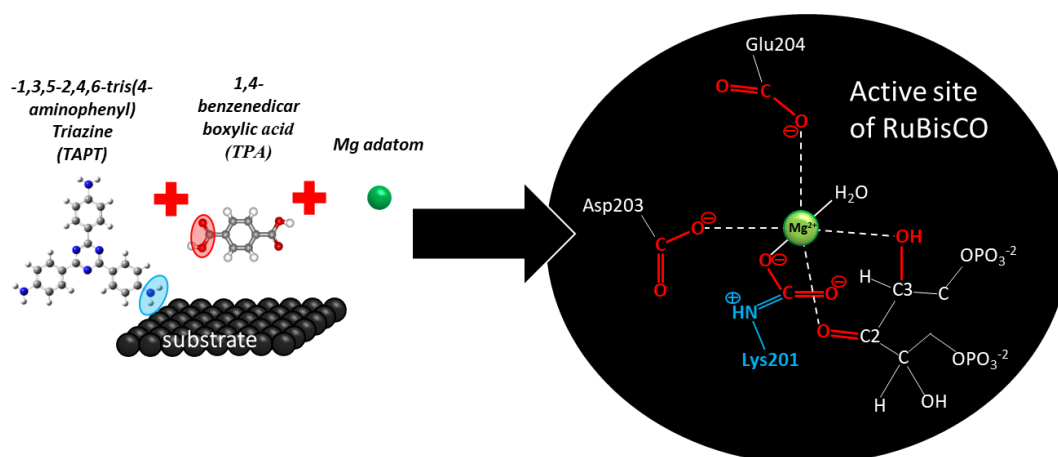 -1,3,5-2,4,6-tris(4-
aminophenyl)
Triazine
(TAPT)
1,4-
benzenedicar
boxylic acid
(TPA)
Mg adatom
substrate
Active site
of RuBisCO
Glu204
O
C
O
⊖
H₂O
Asp203
O
⊖
C
O
Mg²⁺
OH
O
⊖
C
O
⊖
⊕
HN
Lys201
H
C3
C
OPO₃⁻²
O
C2
C
OPO₃⁻²
H
OH